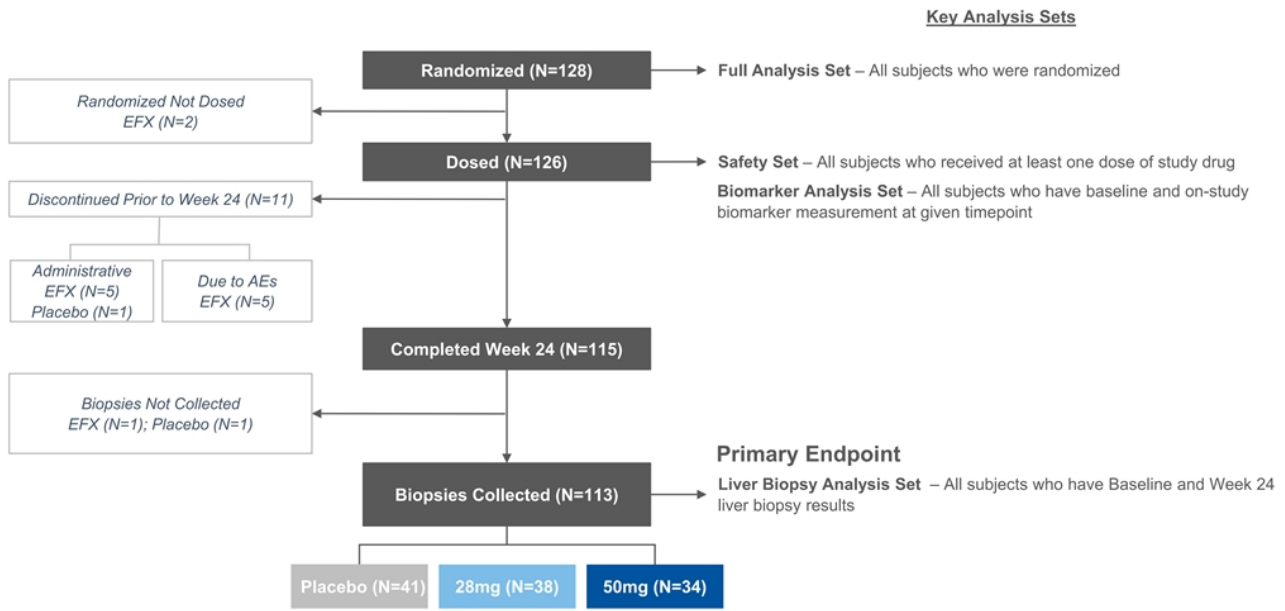 Key Analysis Sets
Randomized (N=128)
Full Analysis Set – All subjects who were randomized
Randomized Not Dosed
EFX (N=2)
Dosed (N=126)
Safety Set – All subjects who received at least one dose of study drug
Biomarker Analysis Set – All subjects who have baseline and on-study
biomarker measurement at given timepoint
Discontinued Prior to Week 24 (N=11)
Administrative
EFX (N=5)
Placebo (N=1)
Due to AEs
EFX (N=5)
Completed Week 24 (N=115)
Biopsies Not Collected
EFX (N=1); Placebo (N=1)
Primary Endpoint
Biopsies Collected (N=113)
Liver Biopsy Analysis Set – All subjects who have Baseline and Week 24
liver biopsy results
Placebo (N=41)
28mg (N=38)
50mg (N=34)